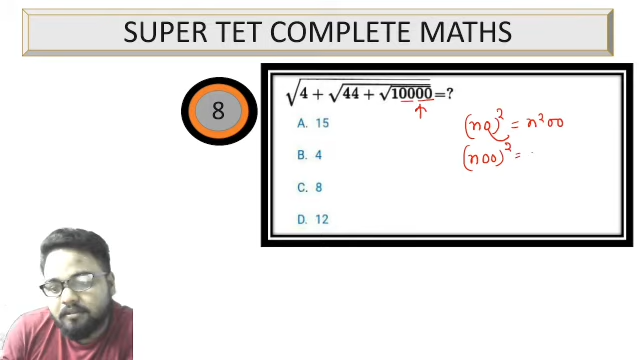 SUPER TET COMPLETE MATHS
8
√4 + √44 + √10000 = ?
A. 15
B. 4
C. 8
D. 12
(n0)² = n²00
(n00)² =